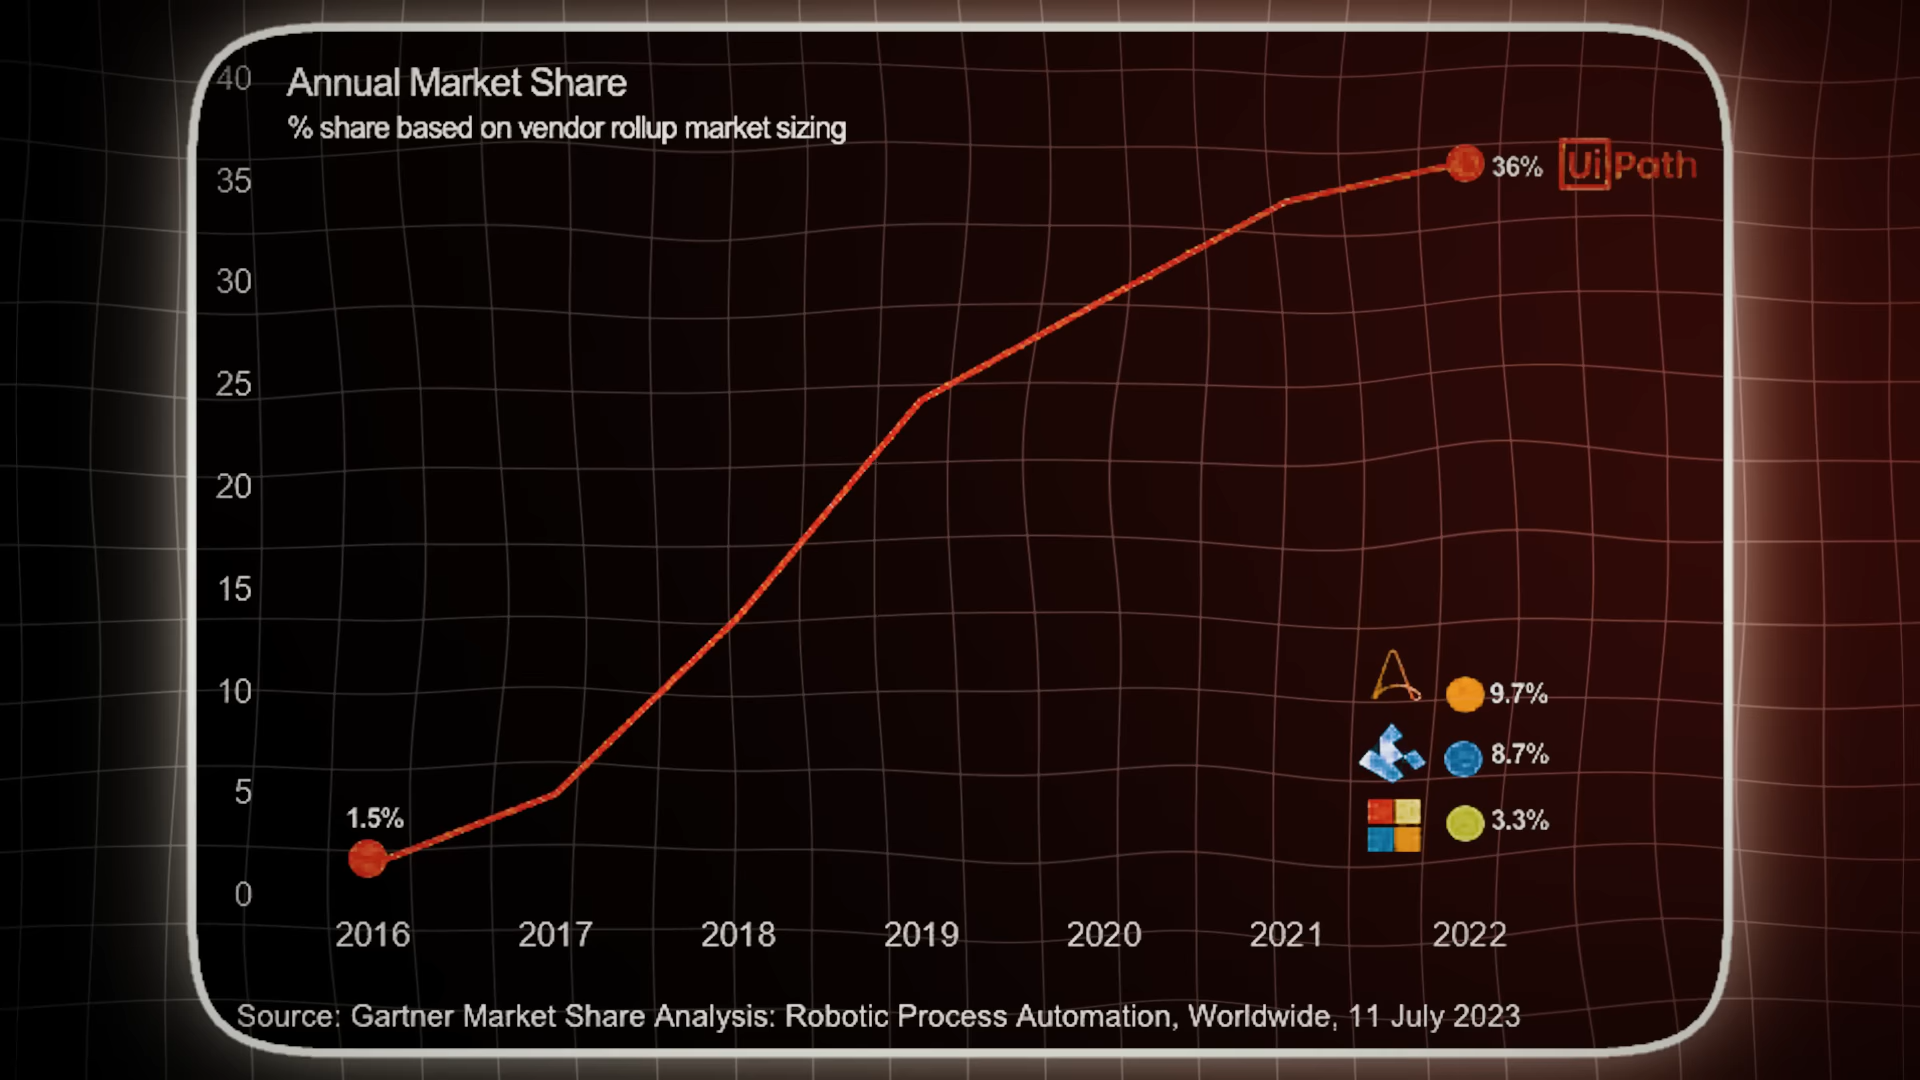 Annual Market Share
% share based on vendor rollup market sizing
40
35
30
25
20
15
10
5
0
36% UiPath
9.7%
8.7%
3.3%
1.5%
2016 2017 2018 2019 2020 2021 2022
Source: Gartner Market Share Analysis: Robotic Process Automation, Worldwide, 11 July 2023